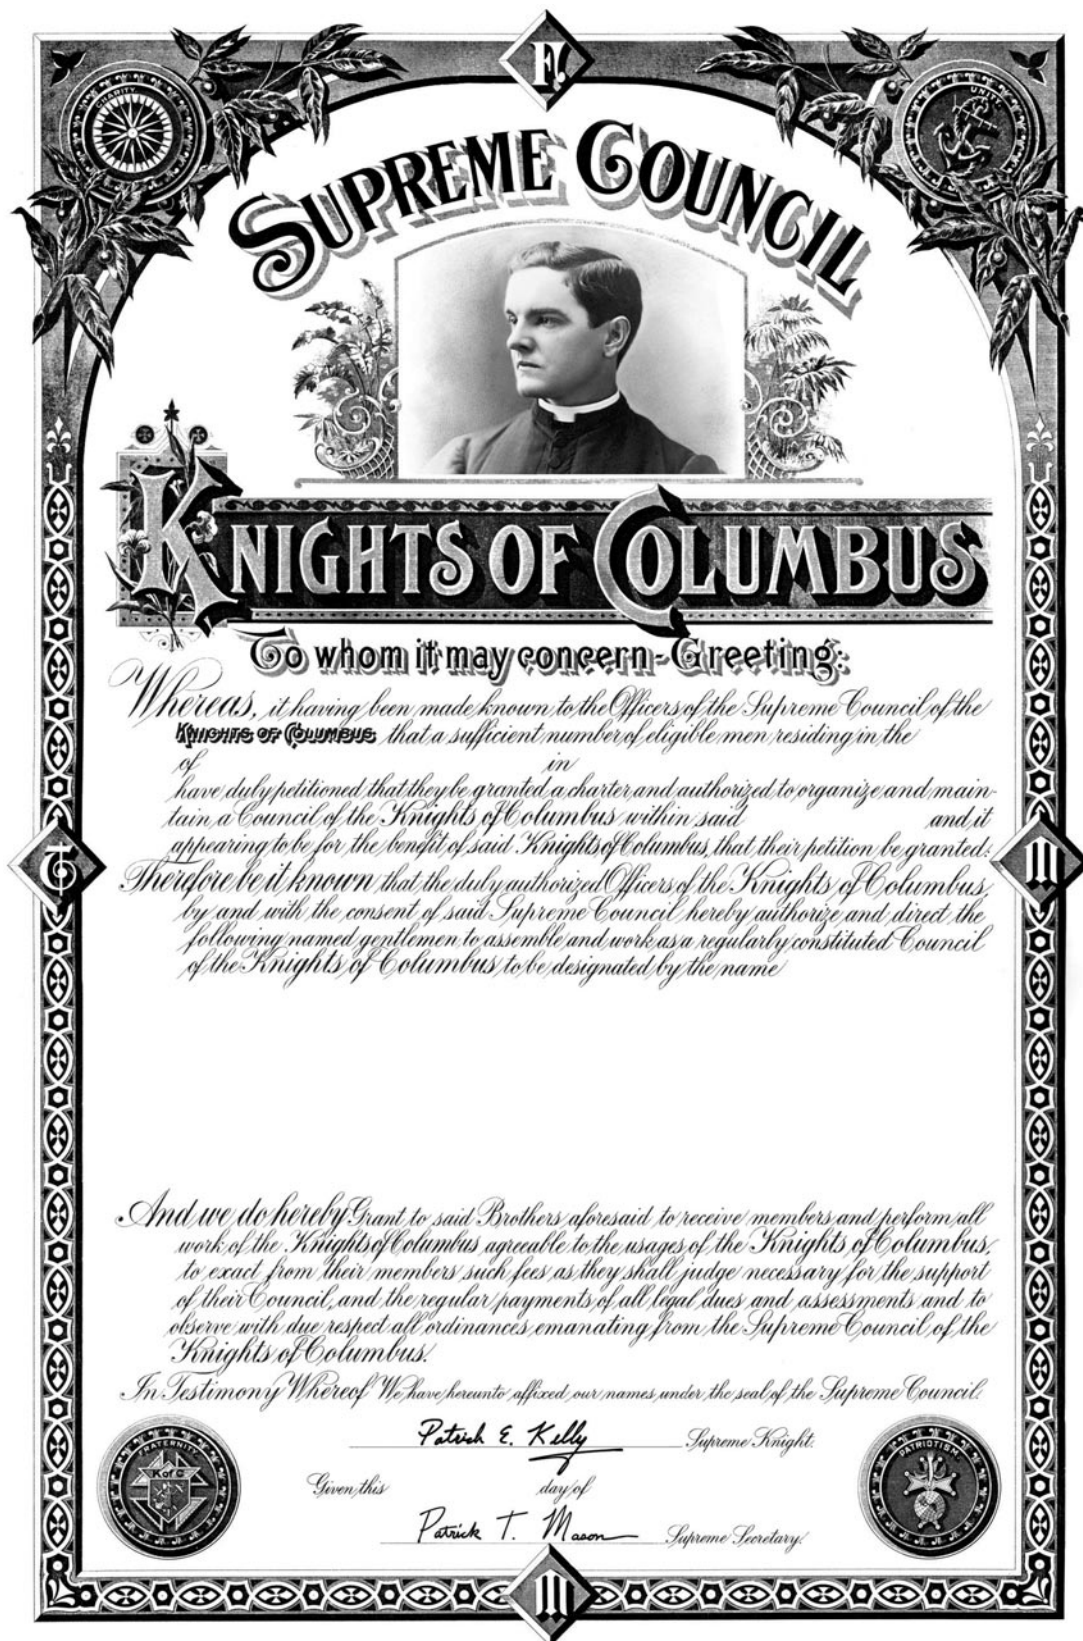 F.
CHARITY.
UNITY.
SUPREME COUNCIL
KNIGHTS OF COLUMBUS
To whom it may concern-Greeting:
Whereas, it having been made known to the Officers of the Supreme Council of the
KNIGHTS OF COLUMBUS that a sufficient number of eligible men residing in the
of in
have duly petitioned that they be granted a charter and authorized to organize and main-
tain a Council of the Knights of Columbus within said and it
appearing to be for the benefit of said Knights of Columbus, that their petition be granted:
Therefore be it known that the duly authorized Officers of the Knights of Columbus,
by and with the consent of said Supreme Council hereby authorize and direct the
following named gentlemen to assemble and work as a regularly constituted Council
of the Knights of Columbus to be designated by the name
And we do hereby Grant to said Brothers aforesaid to receive members and perform all
work of the Knights of Columbus agreeable to the usages of the Knights of Columbus,
to exact from their members such fees as they shall judge necessary for the support
of their Council, and the regular payments of all legal dues and assessments and to
observe with due respect all ordinances emanating from the Supreme Council of the
Knights of Columbus.
In Testimony Whereof We have hereunto affixed our names under the seal of the Supreme Council.
Patrick E. Kelly Supreme Knight.
FRATERNITY
K of C
PATRIOTISM
Given this day of
Patrick T. Mason Supreme Secretary.